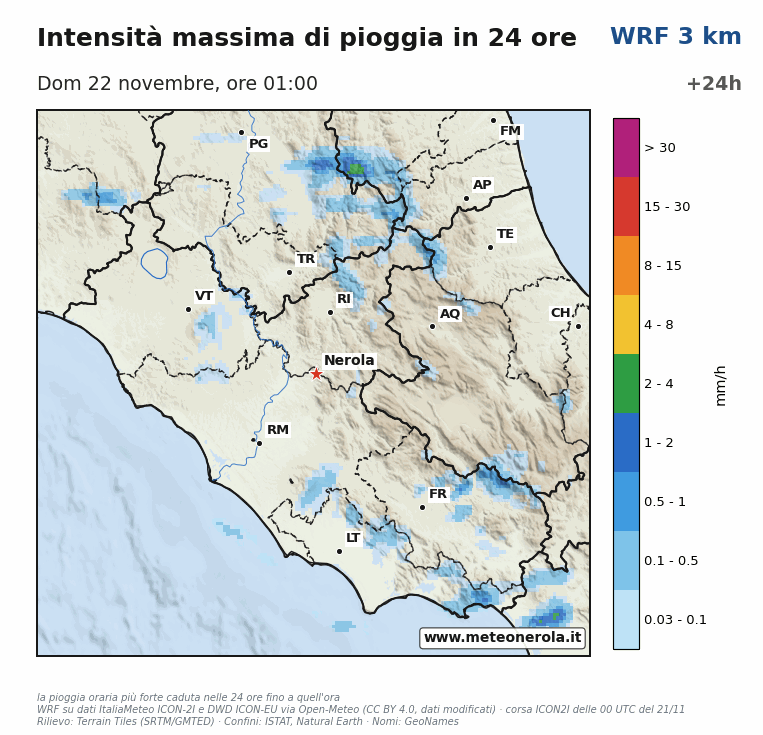 Intensità massima di pioggia in 24 ore
WRF 3 km
Dom 22 novembre, ore 01:00
+24h
FM
PG
AP
TE
TR
VT
RI
AQ
CH
Nerola
RM
FR
LT
www.meteonerola.it
> 30
15 - 30
8 - 15
4 - 8
2 - 4
1 - 2
0.5 - 1
0.1 - 0.5
0.03 - 0.1
mm/h
la pioggia oraria più forte caduta nelle 24 ore fino a quell'ora
WRF su dati ItaliaMeteo ICON-2I e DWD ICON-EU via Open-Meteo (CC BY 4.0, dati modificati) · corsa ICON2I delle 00 UTC del 21/11
Rilievo: Terrain Tiles (SRTM/GMTED) · Confini: ISTAT, Natural Earth · Nomi: GeoNames